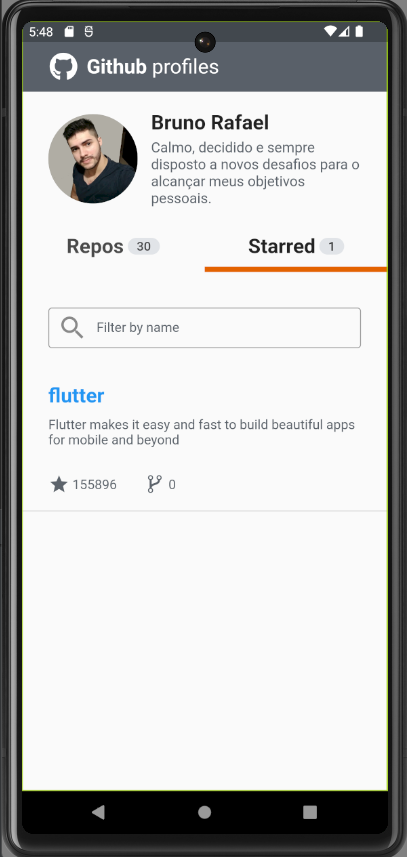 5:48
Github profiles
Bruno Rafael
Calmo, decidido e sempre
disposto a novos desafios para o
alcançar meus objetivos
pessoais.
Repos 30 Starred 1
Filter by name
flutter
Flutter makes it easy and fast to build beautiful apps
for mobile and beyond
155896 0